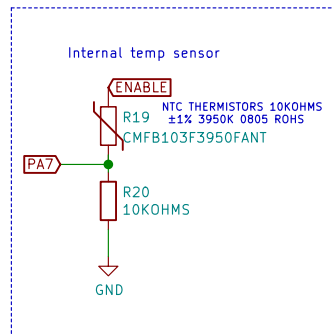 Internal temp sensor
ENABLE
NTC THERMISTORS 10KOHMS
±1% 3950K 0805 ROHS
R19
CMFB103F3950FANT
PA7
R20
10KOHMS
GND